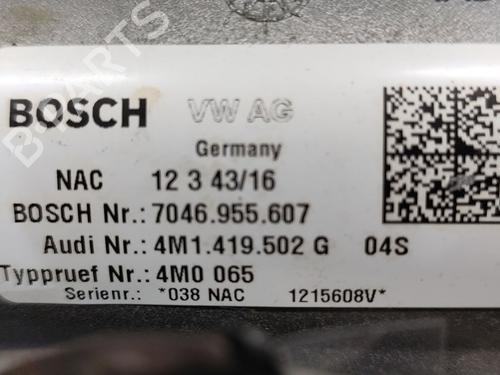 BOSCH VW AG
Germany
NAC 12 3 43/16
BOSCH Nr.: 7046.955.607
Audi Nr.: 4M1.419.502 G 04S
Typpruef Nr.: 4M0 065
Serienr.: *038 NAC 1215608V*